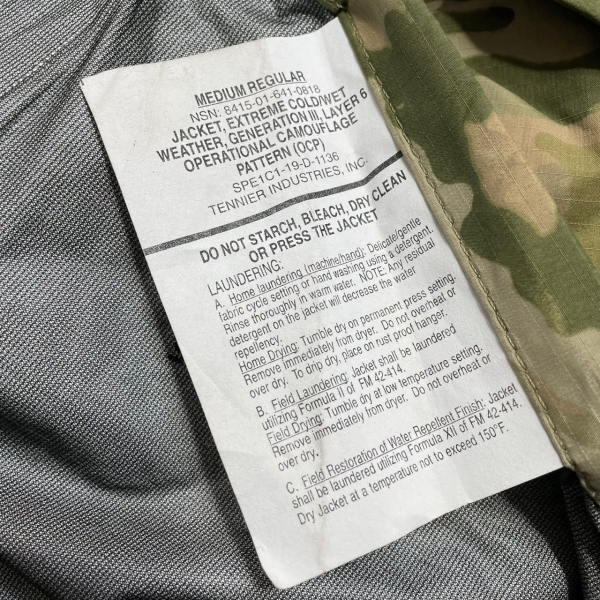 MEDIUM REGULAR
NSN: 8415-01-641-0818
JACKET, EXTREME COLD/WET
WEATHER, GENERATION III, LAYER 6
OPERATIONAL CAMOUFLAGE
PATTERN (OCP)
SPE1C1-19-D-1136
TENNIER INDUSTRIES, INC.
DO NOT STARCH, BLEACH, DRY CLEAN
OR PRESS THE JACKET
LAUNDERING:
A. Home laundering (machine/hand): Delicate/gentle
fabric cycle setting or hand washing using a detergent.
Rinse thoroughly in warm water. NOTE: Any residual
detergent on the jacket will decrease the water
repellency.
Home Drying: Tumble dry on permanent press setting.
Remove immediately from dryer. Do not overheat or
over dry. To drip dry, place on rust proof hanger.
B. Field Laundering: Jacket shall be laundered
utilizing Formula II of FM 42-414.
Field Drying: Tumble dry at low temperature setting.
Remove immediately from dryer. Do not overheat or
over dry.
C. Field Restoration of Water Repellent Finish: Jacket
shall be laundered utilizing Formula XII of FM 42-414.
Dry Jacket at a temperature not to exceed 150°F.